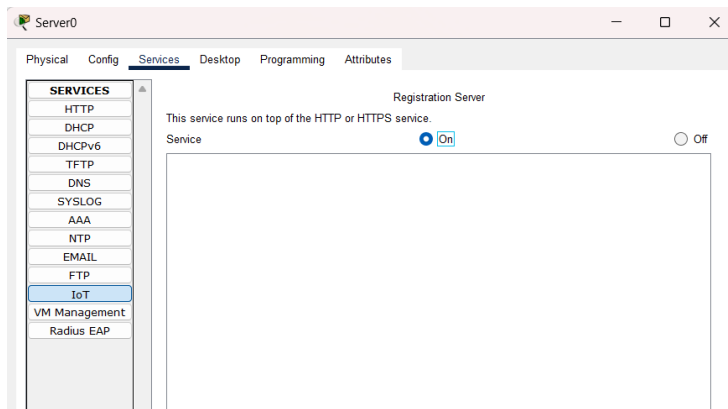 Server0
Physical Config Services Desktop Programming Attributes
SERVICES
HTTP
DHCP
DHCPv6
TFTP
DNS
SYSLOG
AAA
NTP
EMAIL
FTP
IoT
VM Management
Radius EAP
Registration Server
This service runs on top of the HTTP or HTTPS service.
Service On Off